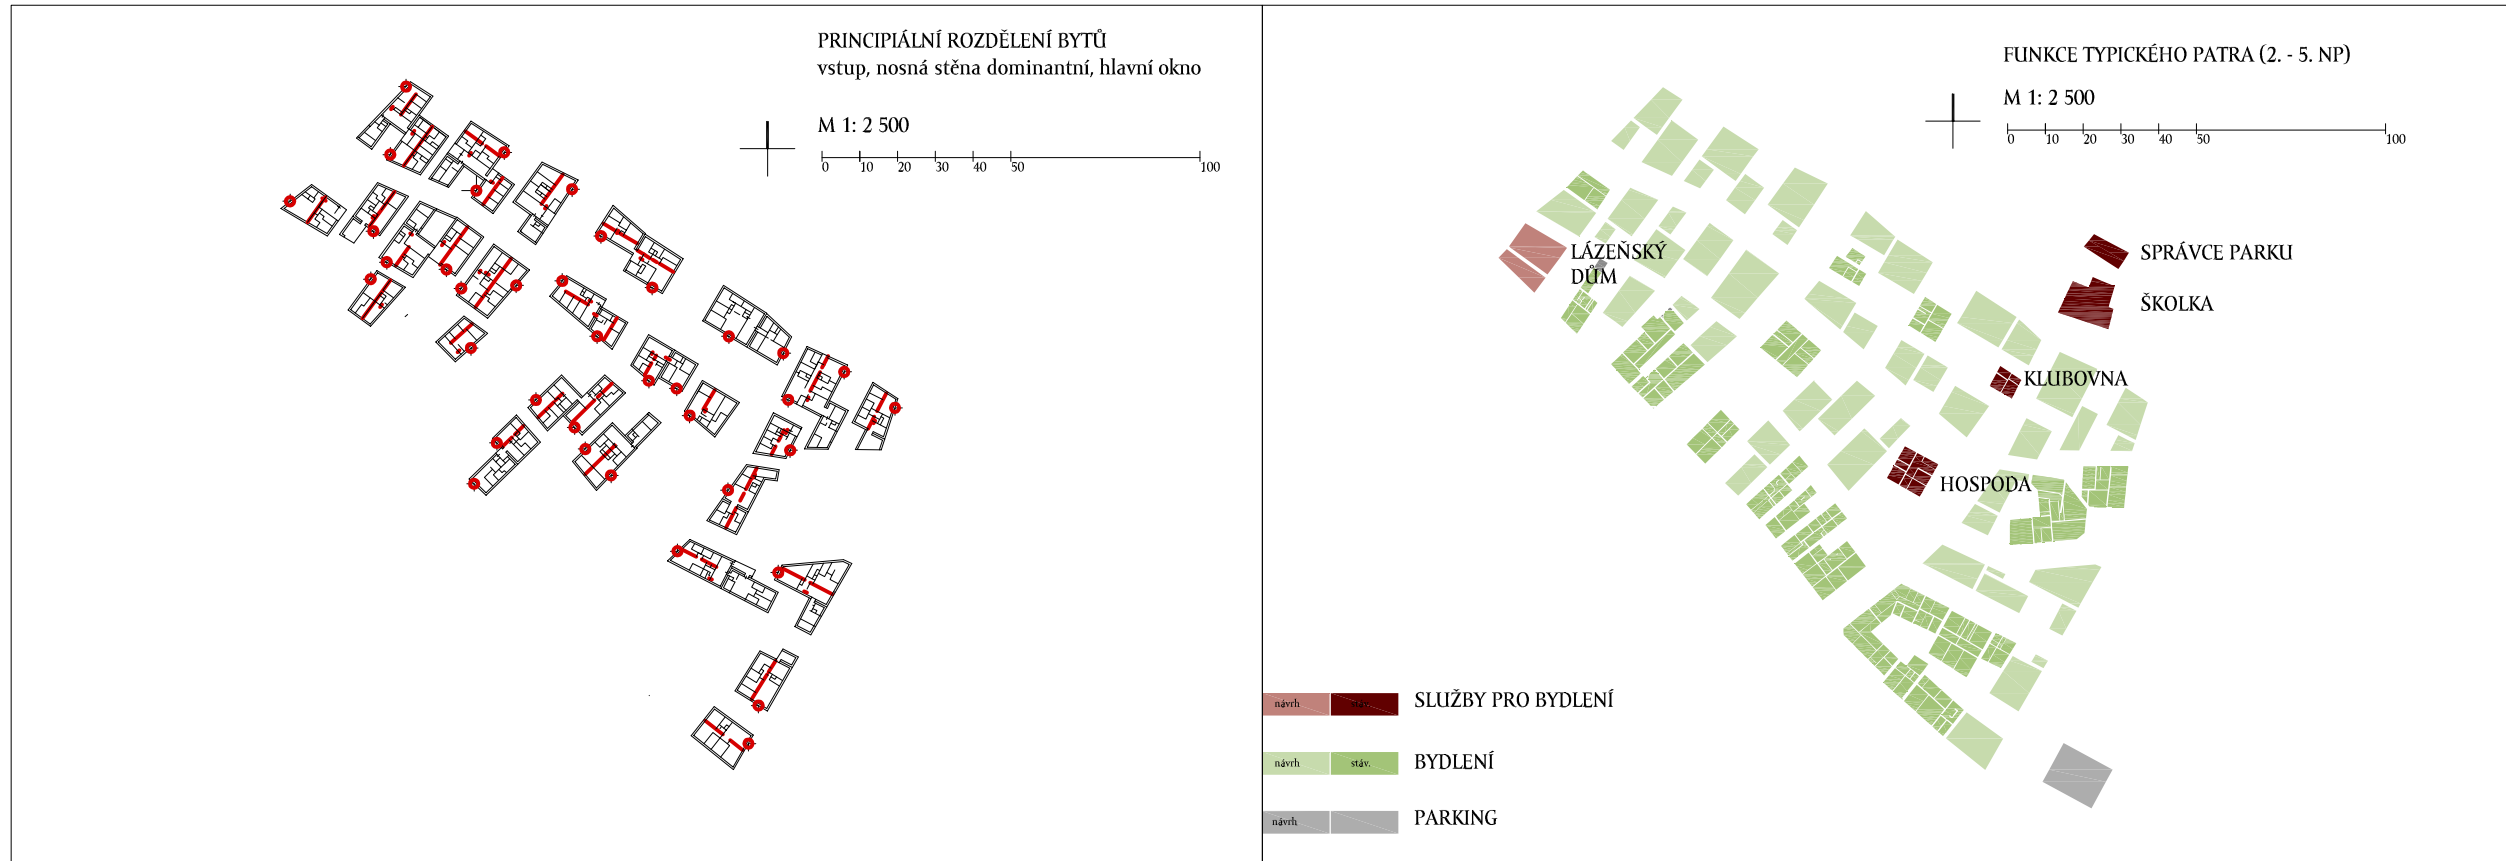 PRINCIPIÁLNÍ ROZDĚLENÍ BYTŮ
vstup, nosná stěna dominantní, hlavní okno
M 1: 2 500
0 10 20 30 40 50 100
FUNKCE TYPICKÉHO PATRA (2. - 5. NP)
M 1: 2 500
0 10 20 30 40 50 100
LÁZEŇSKÝ
DŮM
SPRÁVCE PARKU
ŠKOLKA
KLUBOVNA
HOSPODA
návrh stáv. SLUŽBY PRO BYDLENÍ
návrh stáv. BYDLENÍ
návrh PARKING